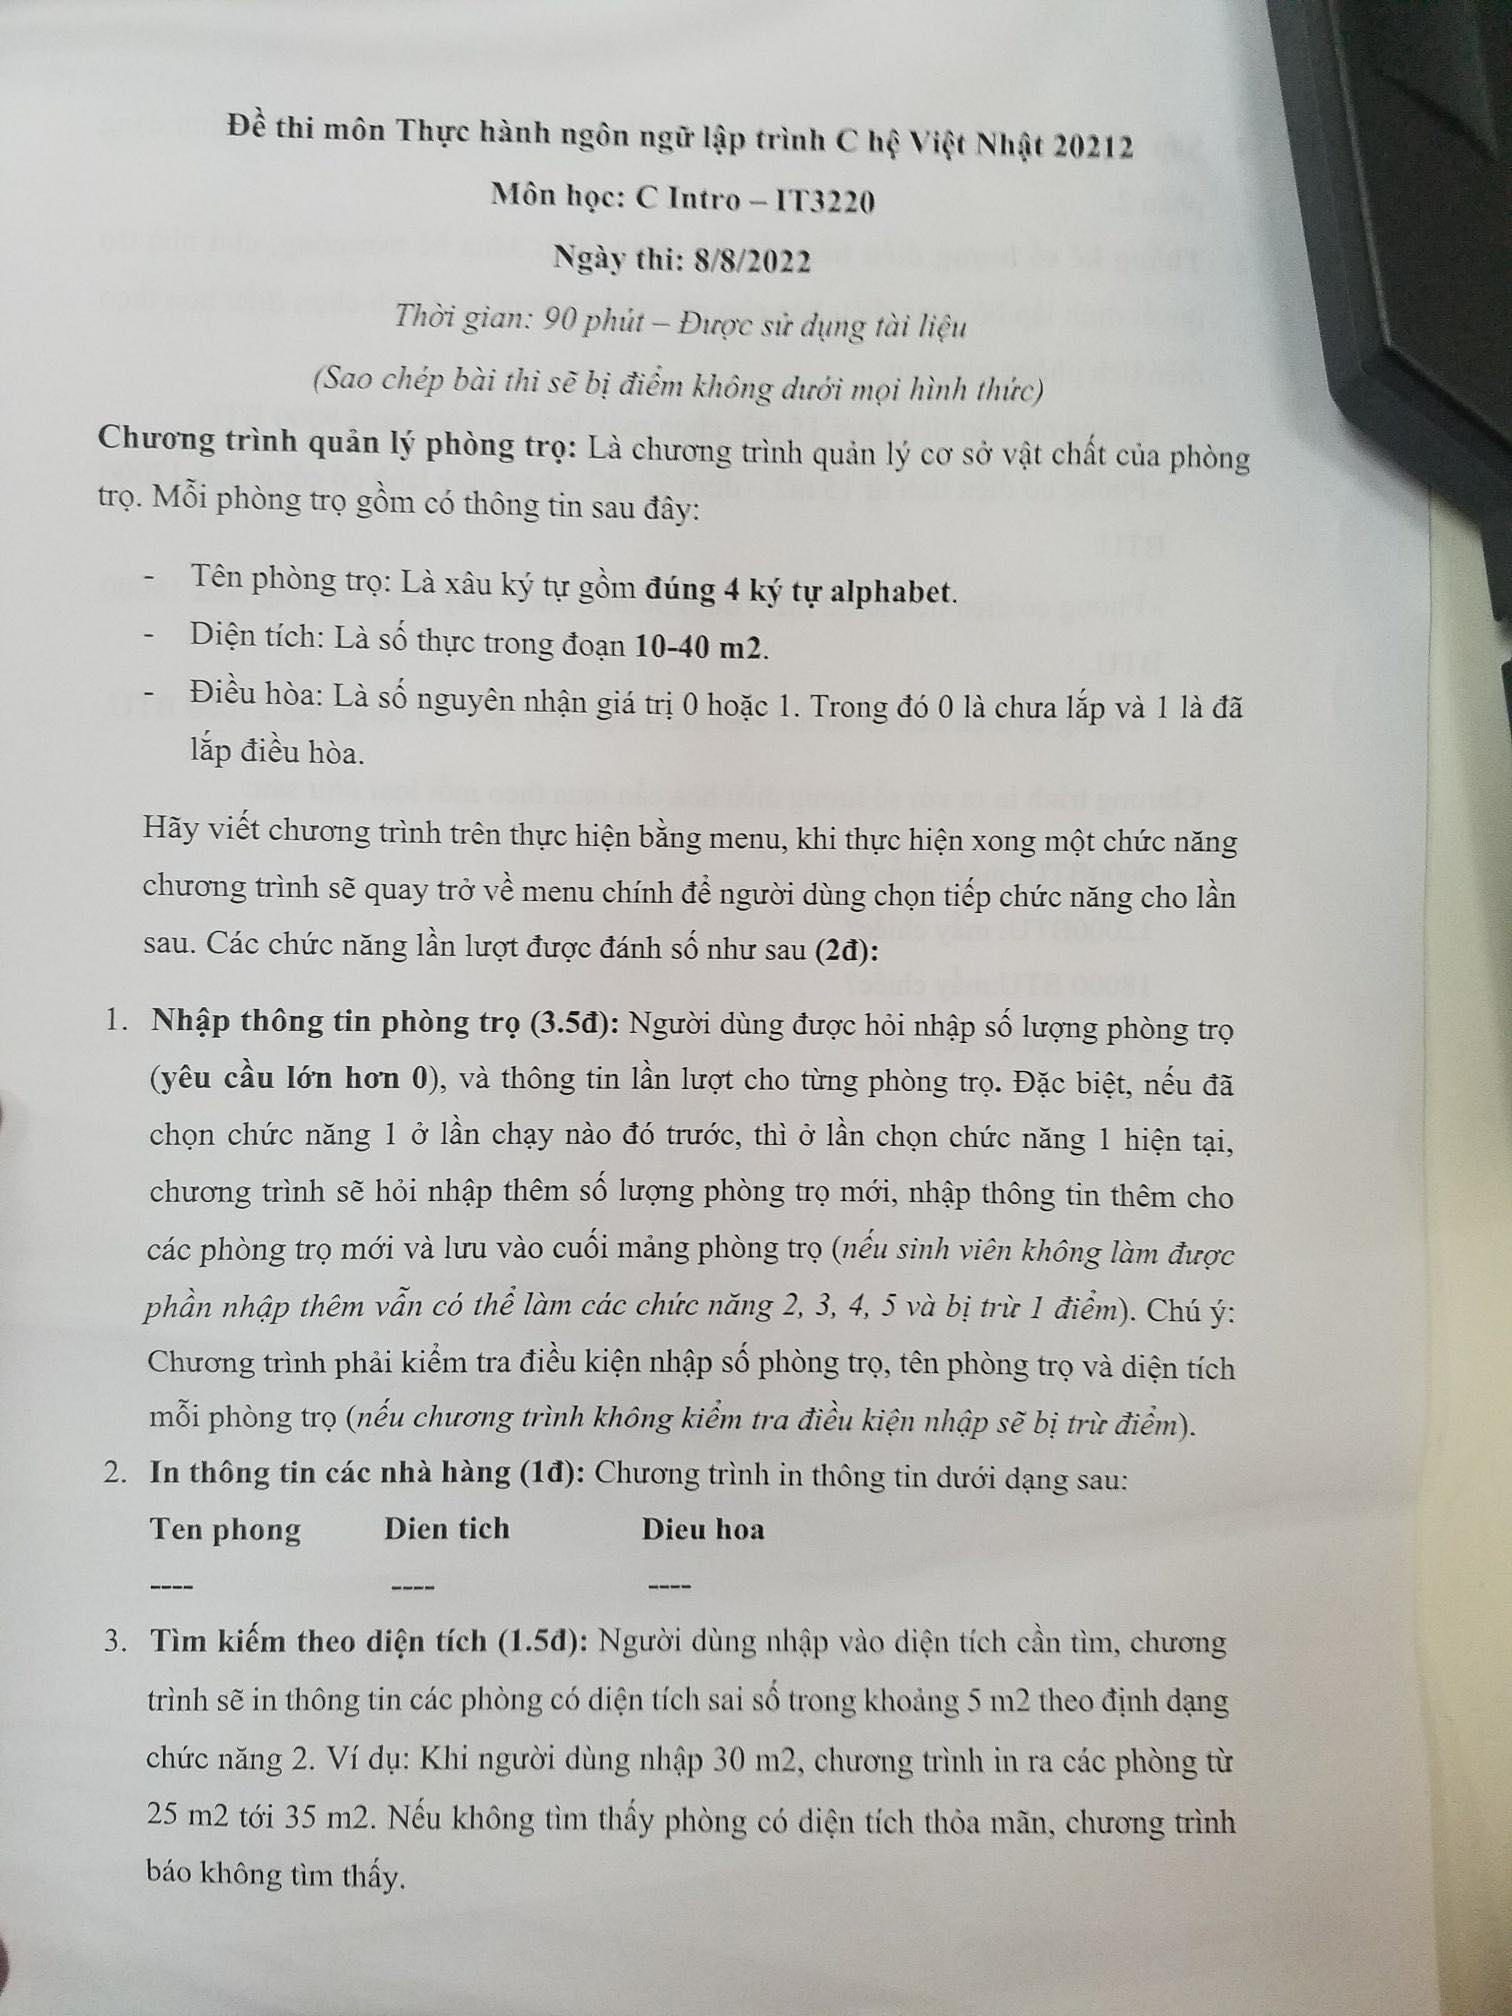 Đề thi môn Thực hành ngôn ngữ lập trình C hệ Việt Nhật 20212
Môn học: C Intro – IT3220
Ngày thi: 8/8/2022
Thời gian: 90 phút – Được sử dụng tài liệu
(Sao chép bài thi sẽ bị điểm không dưới mọi hình thức)
Chương trình quản lý phòng trọ: Là chương trình quản lý cơ sở vật chất của phòng
trọ. Mỗi phòng trọ gồm có thông tin sau đây:
- Tên phòng trọ: Là xâu ký tự gồm đúng 4 ký tự alphabet.
- Diện tích: Là số thực trong đoạn 10-40 m2.
- Điều hòa: Là số nguyên nhận giá trị 0 hoặc 1. Trong đó 0 là chưa lắp và 1 là đã
lắp điều hòa.
Hãy viết chương trình trên thực hiện bằng menu, khi thực hiện xong một chức năng
chương trình sẽ quay trở về menu chính để người dùng chọn tiếp chức năng cho lần
sau. Các chức năng lần lượt được đánh số như sau (2đ):
1. Nhập thông tin phòng trọ (3.5đ): Người dùng được hỏi nhập số lượng phòng trọ
(yêu cầu lớn hơn 0), và thông tin lần lượt cho từng phòng trọ. Đặc biệt, nếu đã
chọn chức năng 1 ở lần chạy nào đó trước, thì ở lần chọn chức năng 1 hiện tại,
chương trình sẽ hỏi nhập thêm số lượng phòng trọ mới, nhập thông tin thêm cho
các phòng trọ mới và lưu vào cuối mảng phòng trọ (nếu sinh viên không làm được
phần nhập thêm vẫn có thể làm các chức năng 2, 3, 4, 5 và bị trừ 1 điểm). Chú ý:
Chương trình phải kiểm tra điều kiện nhập số phòng trọ, tên phòng trọ và diện tích
mỗi phòng trọ (nếu chương trình không kiểm tra điều kiện nhập sẽ bị trừ điểm).
2. In thông tin các nhà hàng (1đ): Chương trình in thông tin dưới dạng sau:
Ten phong Dien tich Dieu hoa
---- ---- ----
3. Tìm kiếm theo diện tích (1.5đ): Người dùng nhập vào diện tích cần tìm, chương
trình sẽ in thông tin các phòng có diện tích sai số trong khoảng 5 m2 theo định dạng
chức năng 2. Ví dụ: Khi người dùng nhập 30 m2, chương trình in ra các phòng từ
25 m2 tới 35 m2. Nếu không tìm thấy phòng có diện tích thỏa mãn, chương trình
báo không tìm thấy.